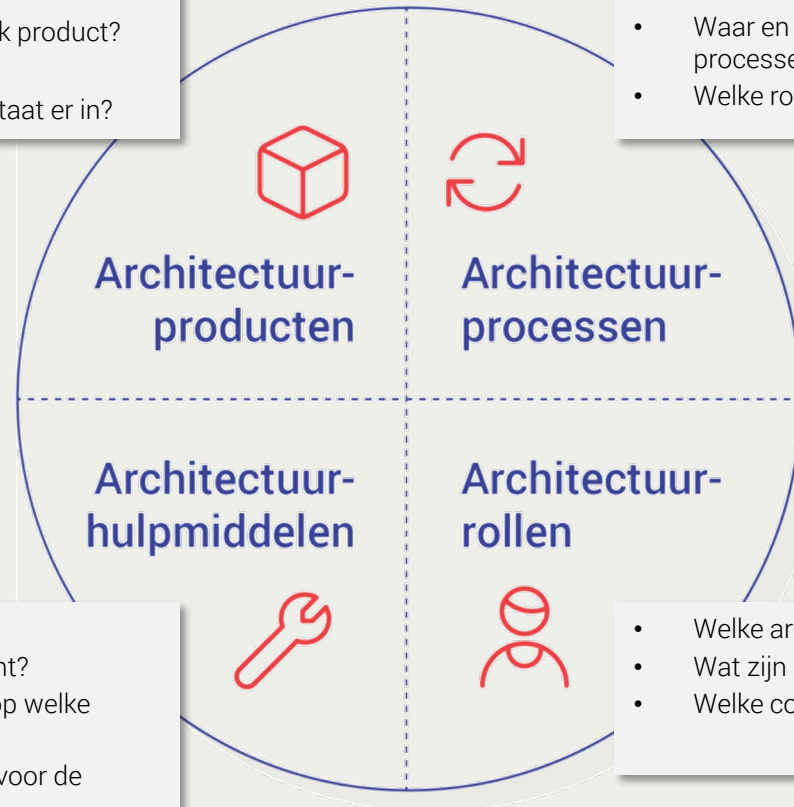 k product?
taat er in?
• Waar en
processe
• Welke ro
Architectuur-
producten
Architectuur-
processen
Architectuur-
hulpmiddelen
Architectuur-
rollen
nt?
op welke
voor de
• Welke ar
• Wat zijn
• Welke co